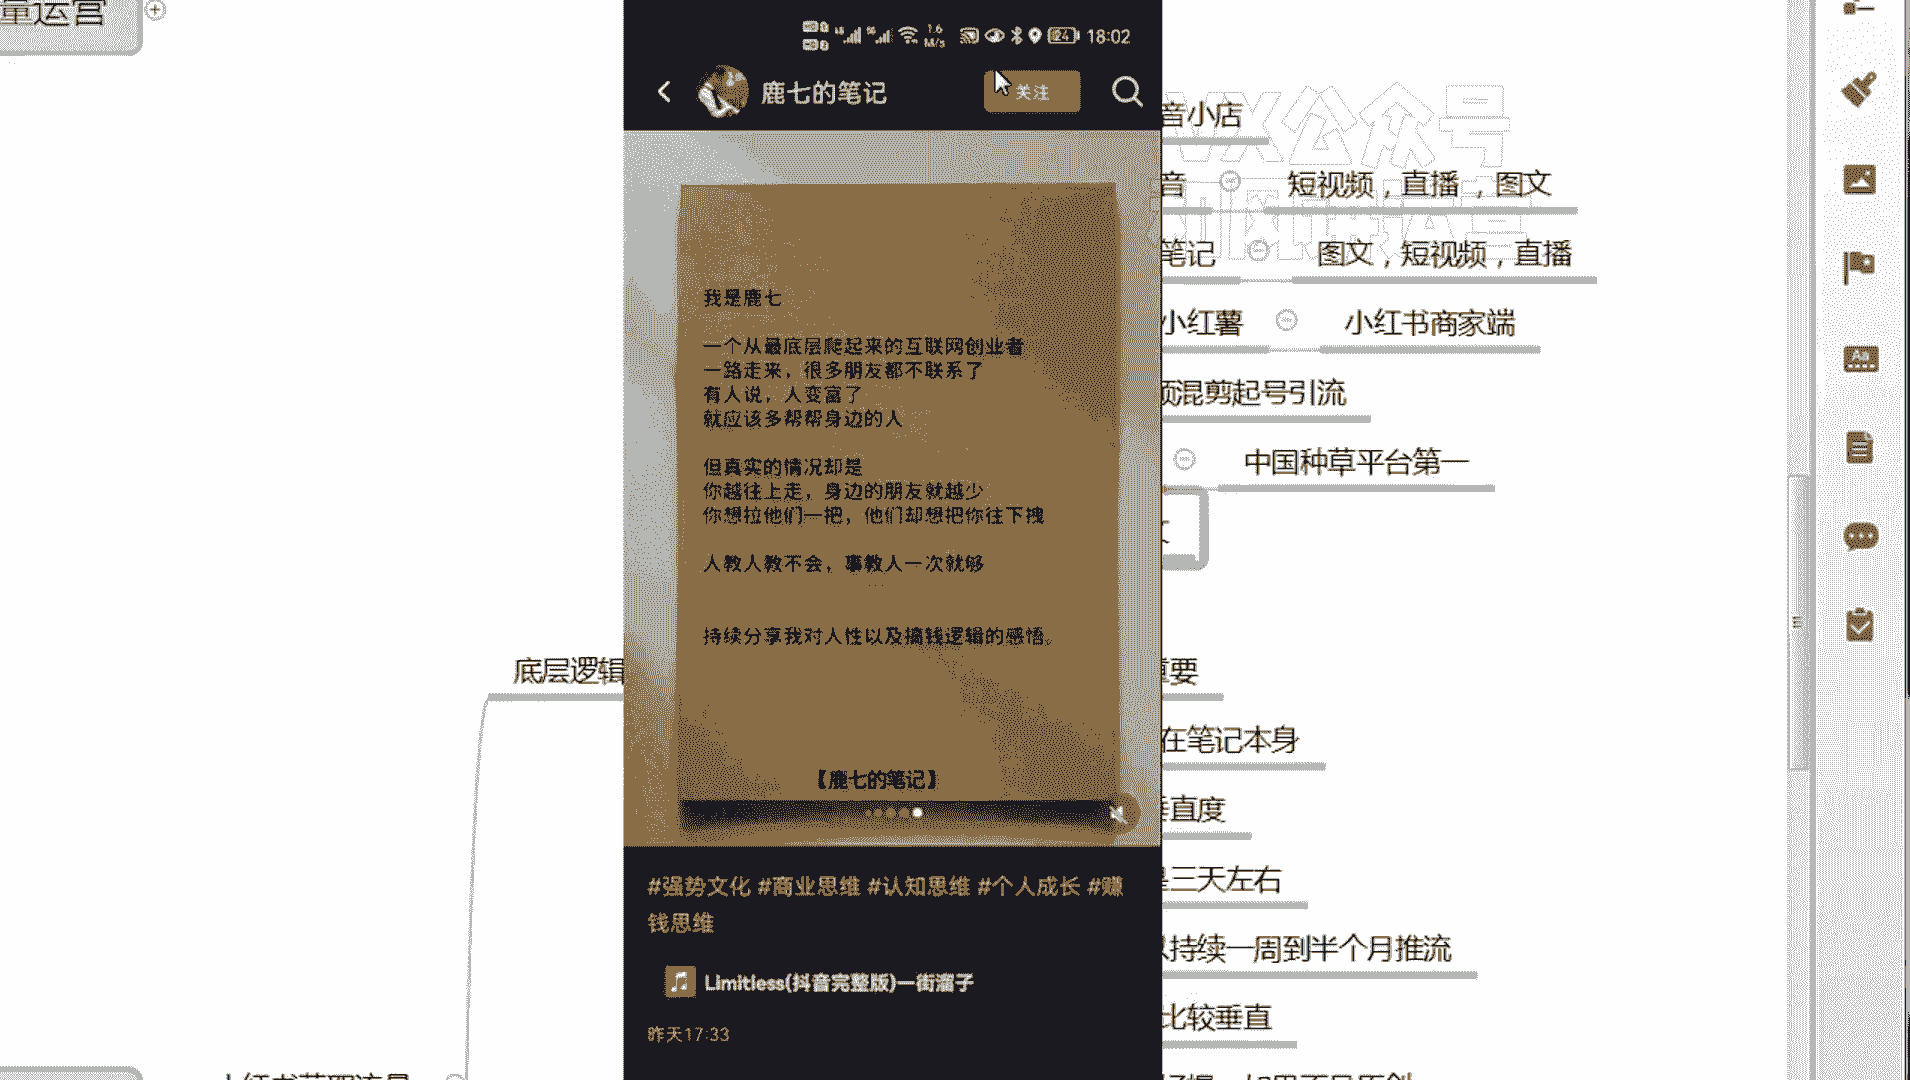 量运营
1.6
M/s
24
18:02
鹿七的笔记
关注
VX公众号
音小店
音
短视频，直播 ，图文
笔记
图文，短视频，直播
小红薯
小红书商家端
频混剪起号引流
中国种草平台第一
我是鹿七
一个从最底层爬起来的互联网创业者
一路走来，很多朋友都不联系了
有人说，人变富了
就应该多帮帮身边的人
但真实的情况却是
你越往上走，身边的朋友就越少
你想拉他们一把，他们却想把你往下拽
人教人教不会，事教人一次就够
持续分享我对人性以及搞钱逻辑的感悟。
【鹿七的笔记】
底层逻辑
重要
在笔记本身
垂直度
是三天左右
持续一周到半个月推流
比较垂直
#强势文化 #商业思维 #认知思维 #个人成长 #赚
钱思维
Limitless(抖音完整版)一街溜子
昨天17:33
Aa